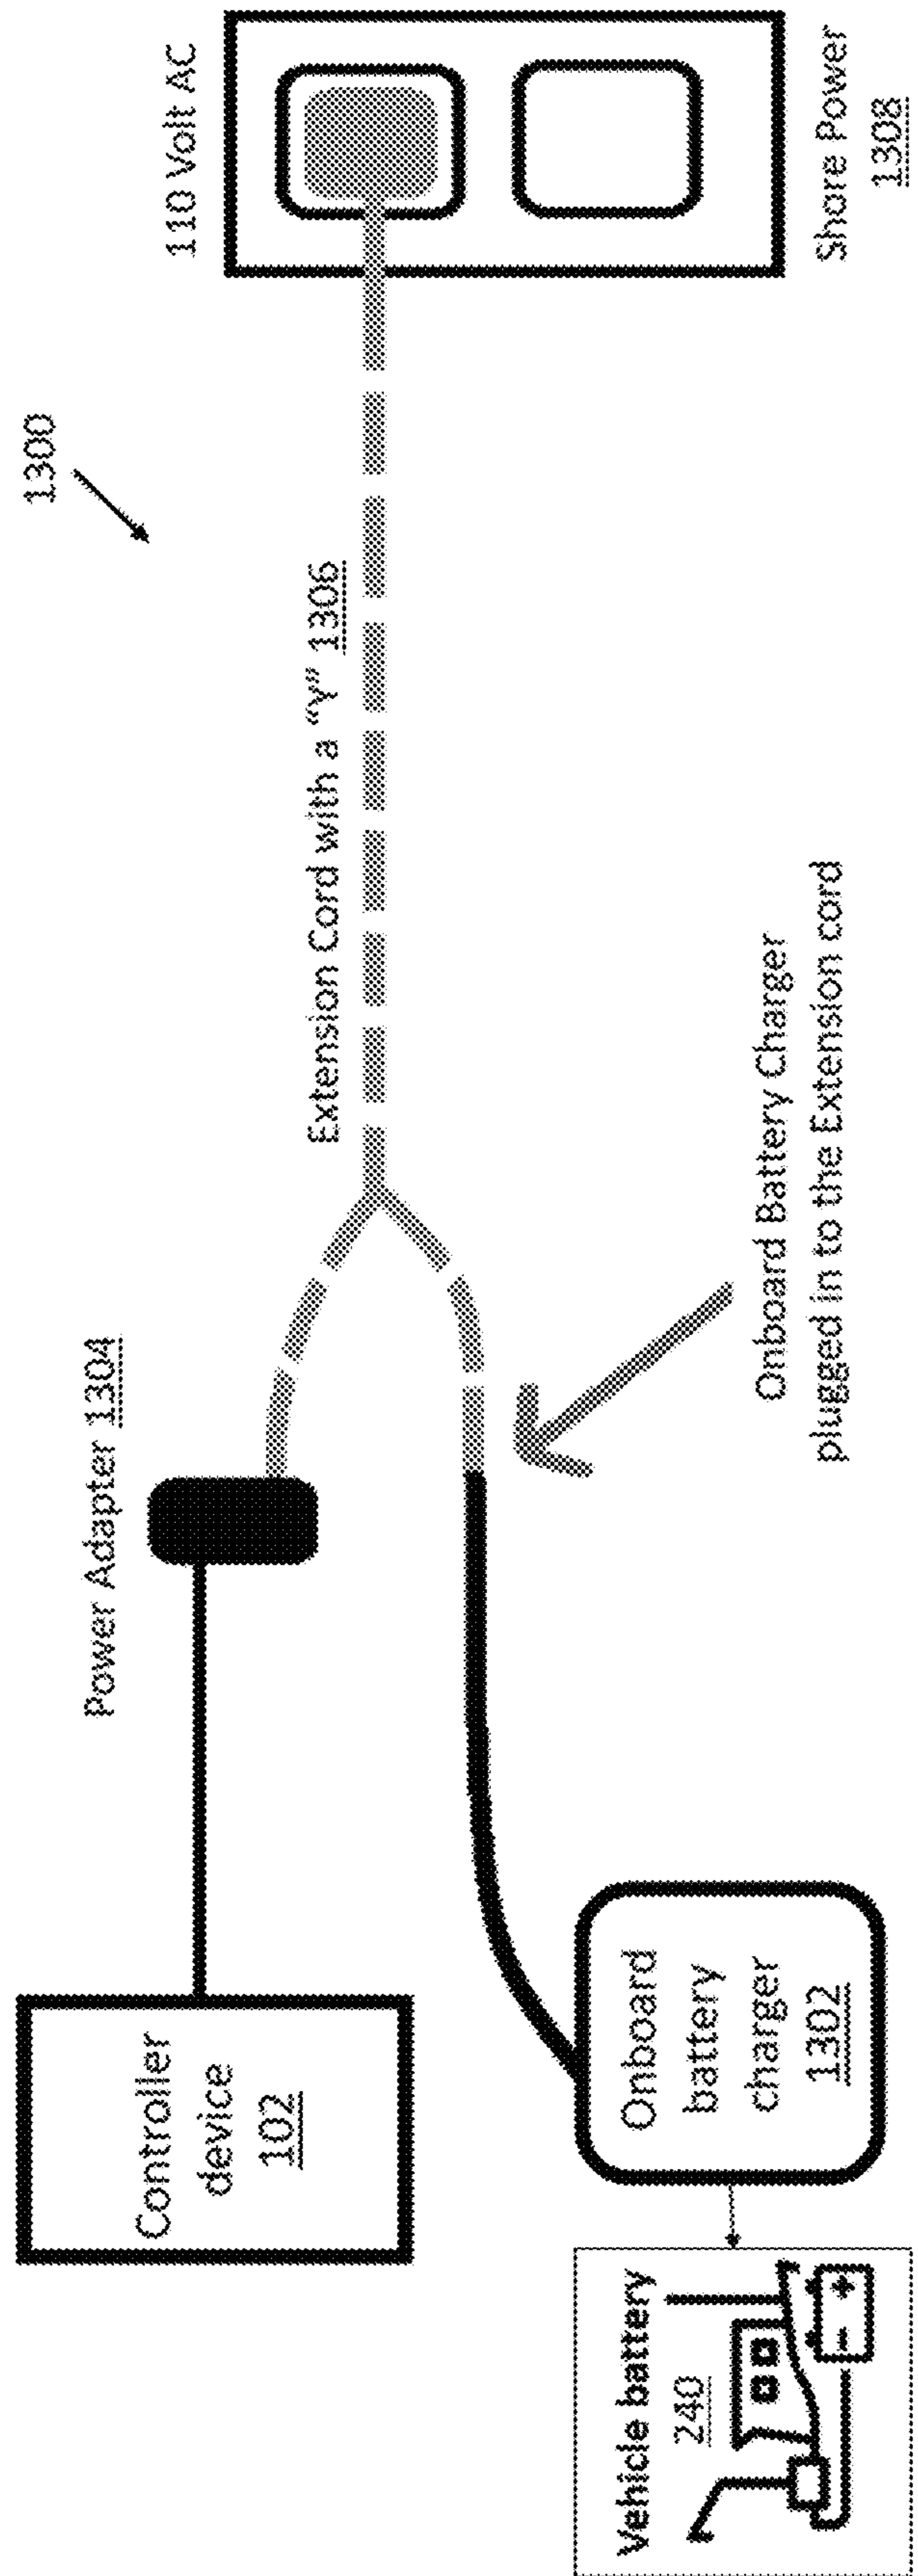 1300
110 Volt AC
Extension Cord with a “Y” 1306
Shore Power
1308
Power Adapter 1304
Onboard Battery Charger
plugged in to the Extension cord
Controller
device
102
Onboard
battery
charger
1302
Vehicle battery
240